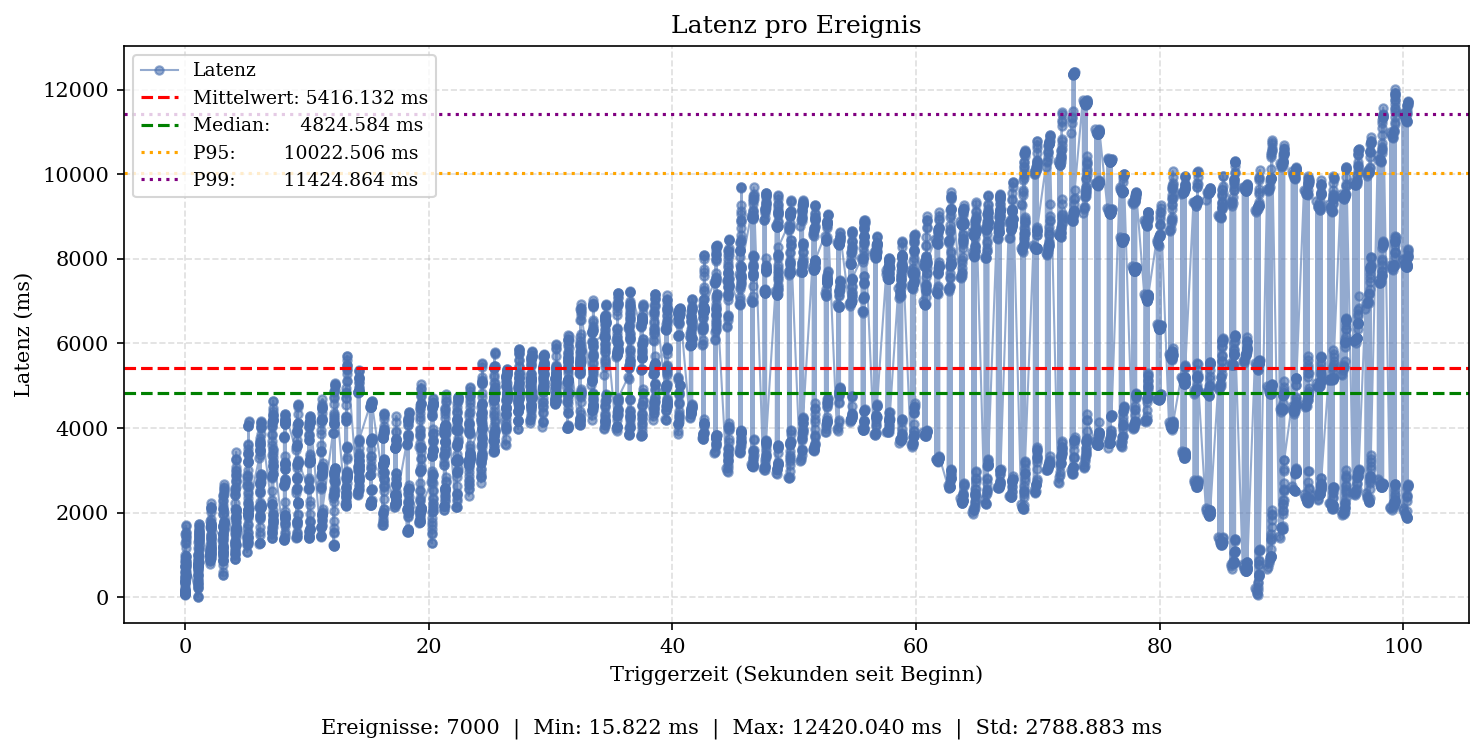 Latenz pro Ereignis
Latenz (ms)
12000
10000
8000
6000
4000
2000
0
Latenz
Mittelwert: 5416.132 ms
Median: 4824.584 ms
P95: 10022.506 ms
P99: 11424.864 ms
0 20 40 60 80 100
Triggerzeit (Sekunden seit Beginn)
Ereignisse: 7000 | Min: 15.822 ms | Max: 12420.040 ms | Std: 2788.883 ms